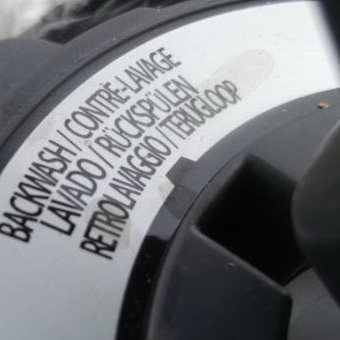 BACKWASH / CONTRE-LAVAGE
LAVADO / RÜCKSPÜLEN
RETROLAVAGGIO / TERUGLOOP